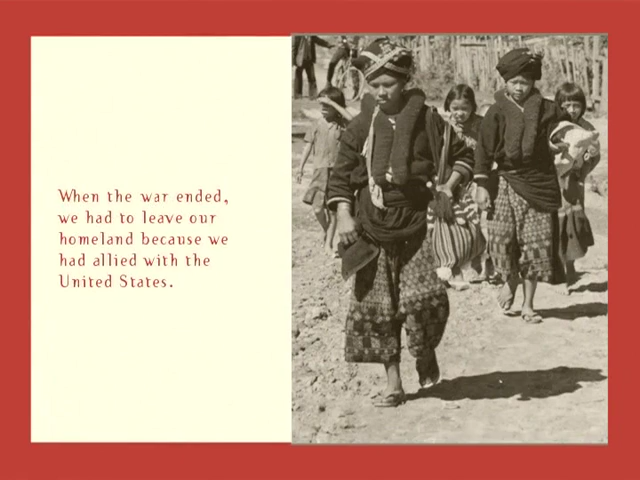 When the war ended,
we had to leave our
homeland because we
had allied with the
United States.